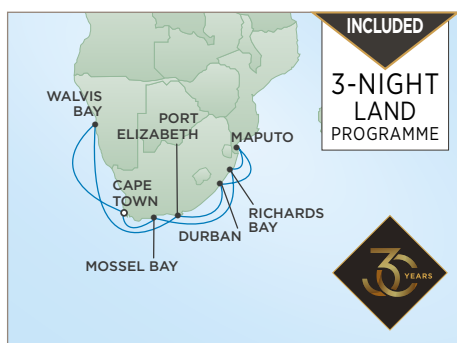 INCLUDED
3-NIGHT
LAND
PROGRAMME
WALVIS
BAY
PORT
ELIZABETH
MAPUTO
CAPE
TOWN
RICHARDS
BAY
DURBAN
MOSSEL BAY
30
YEARS